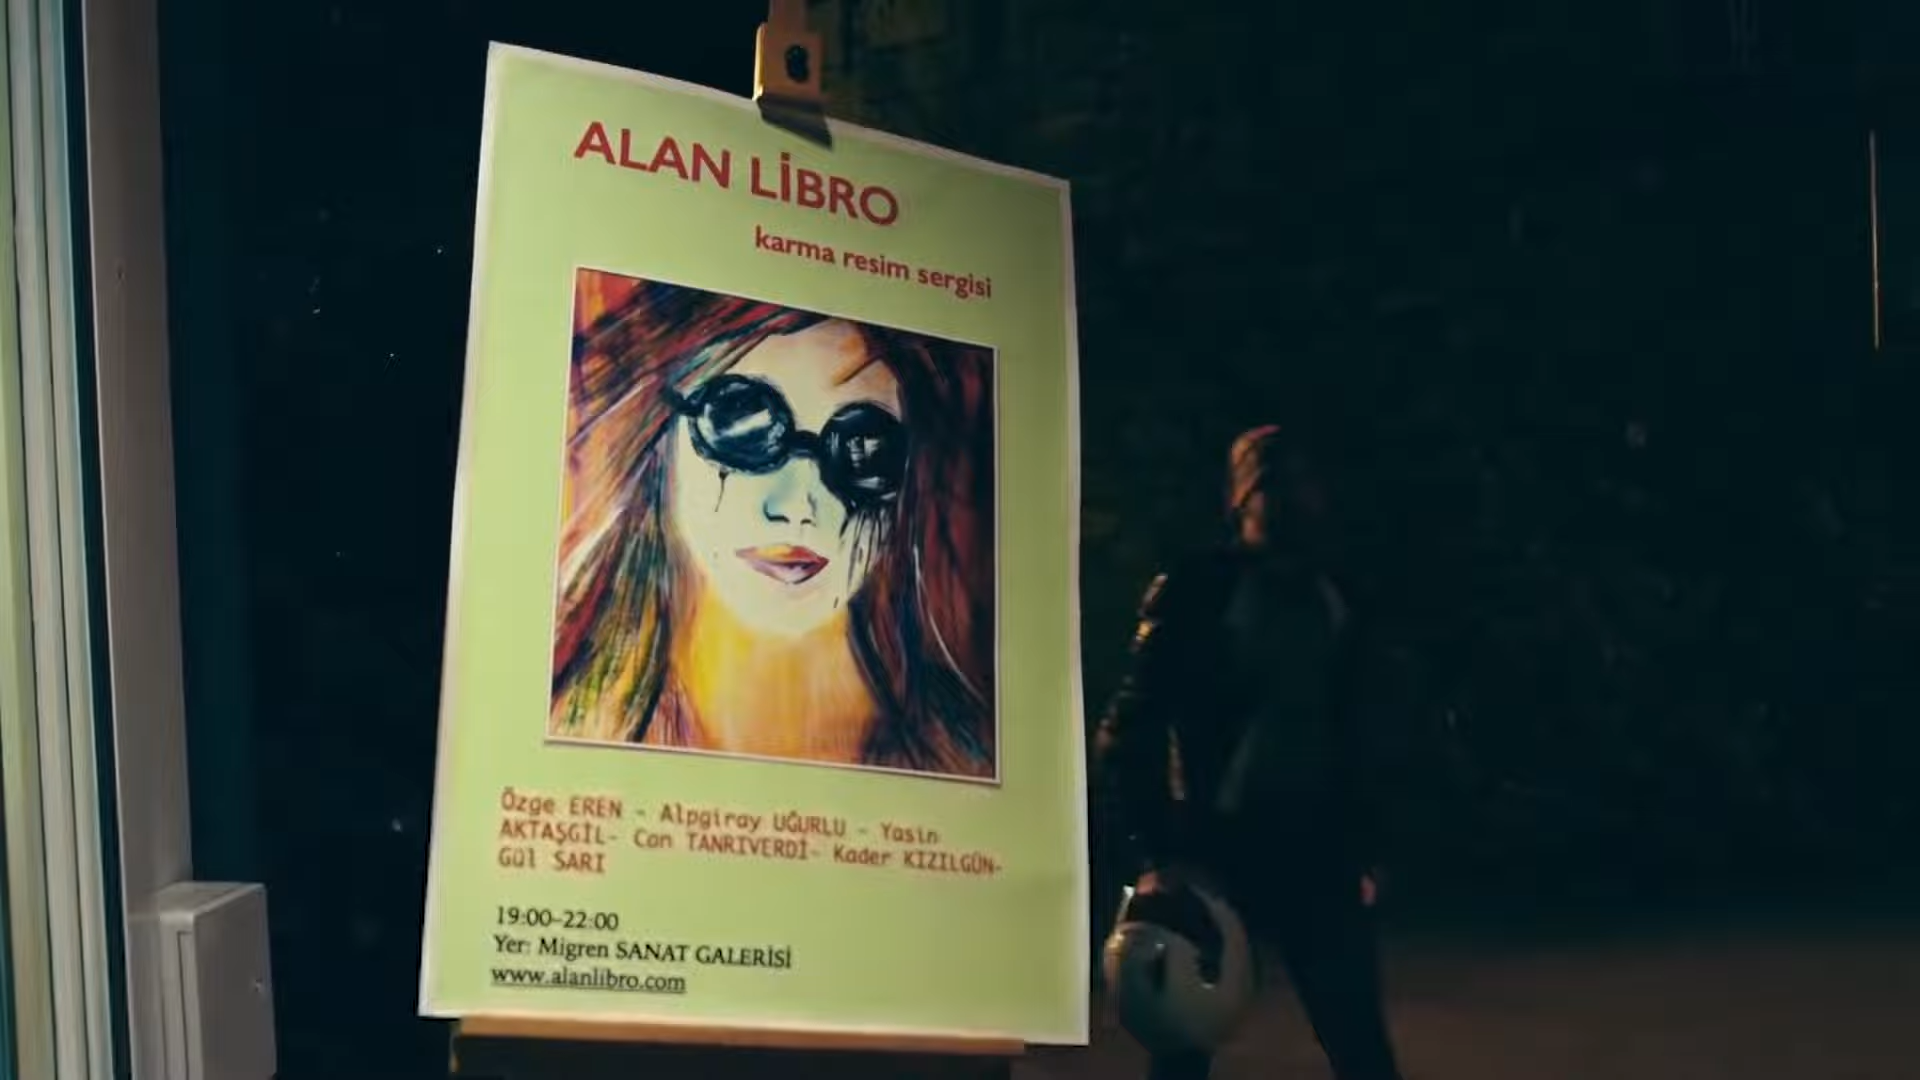 ALAN LİBRO
karma resim sergisi
Özge EREN - Alpgiray UĞURLU - Yasin
AKTAŞGİL- Can TANRIVERDİ- Kader KIZILGÜN-
Gül SARI
19:00-22:00
Yer: Migren SANAT GALERİSİ
www.alanlibro.com